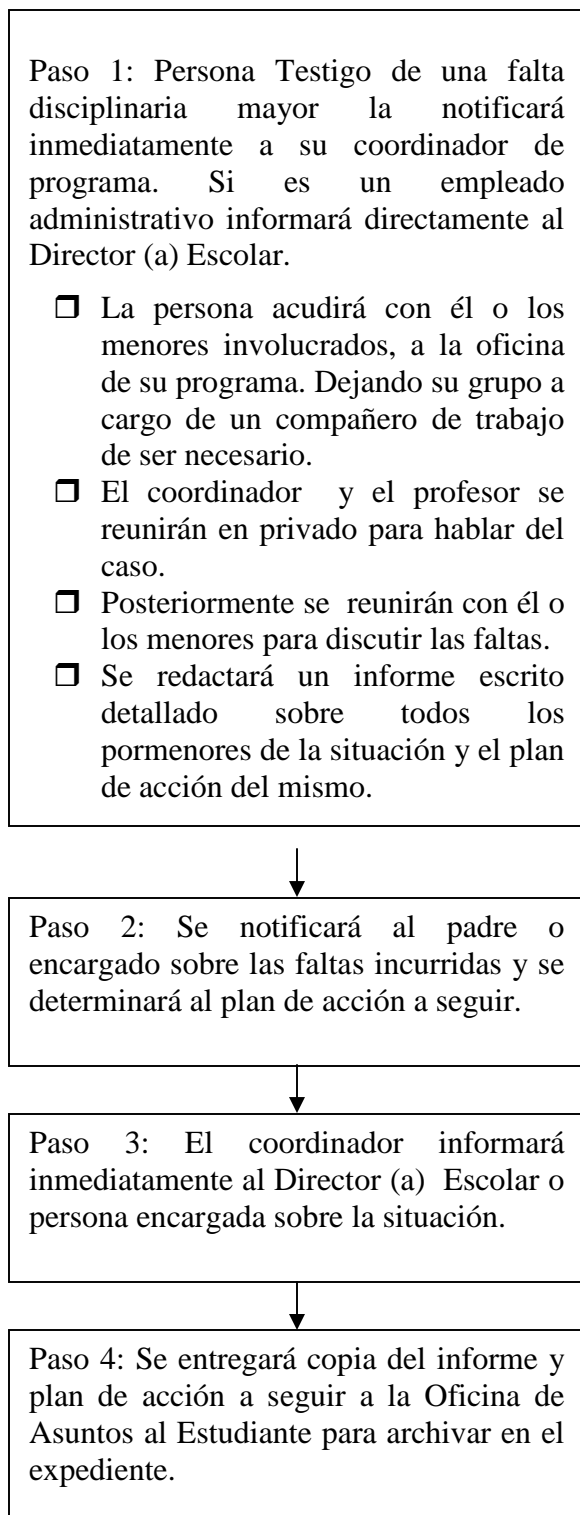 Paso 1: Persona Testigo de una falta
disciplinaria mayor la notificará
inmediatamente a su coordinador de
programa. Si es un empleado
administrativo informará directamente al
Director (a) Escolar.
La persona acudirá con él o los
menores involucrados, a la oficina
de su programa. Dejando su grupo a
cargo de un compañero de trabajo
de ser necesario.
El coordinador y el profesor se
reunirán en privado para hablar del
caso.
Posteriormente se reunirán con él o
los menores para discutir las faltas.
Se redactará un informe escrito
detallado sobre todos los
pormenores de la situación y el plan
de acción del mismo.
Paso 2: Se notificará al padre o
encargado sobre las faltas incurridas y se
determinará al plan de acción a seguir.
Paso 3: El coordinador informará
inmediatamente al Director (a) Escolar o
persona encargada sobre la situación.
Paso 4: Se entregará copia del informe y
plan de acción a seguir a la Oficina de
Asuntos al Estudiante para archivar en el
expediente.